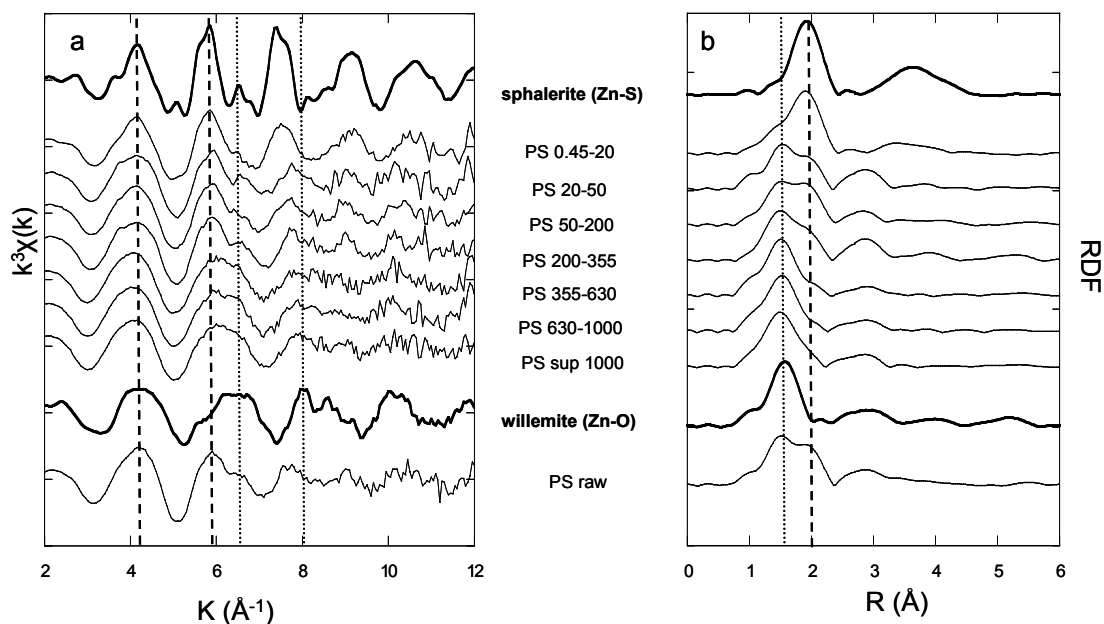 a
b
sphalerite (Zn-S)
PS 0.45-20
PS 20-50
PS 50-200
PS 200-355
PS 355-630
PS 630-1000
PS sup 1000
willemite (Zn-O)
PS raw
k³χ(k)
RDF
2 4 6 8 10 12
0 1 2 3 4 5 6
K (Å⁻¹)
R (Å)